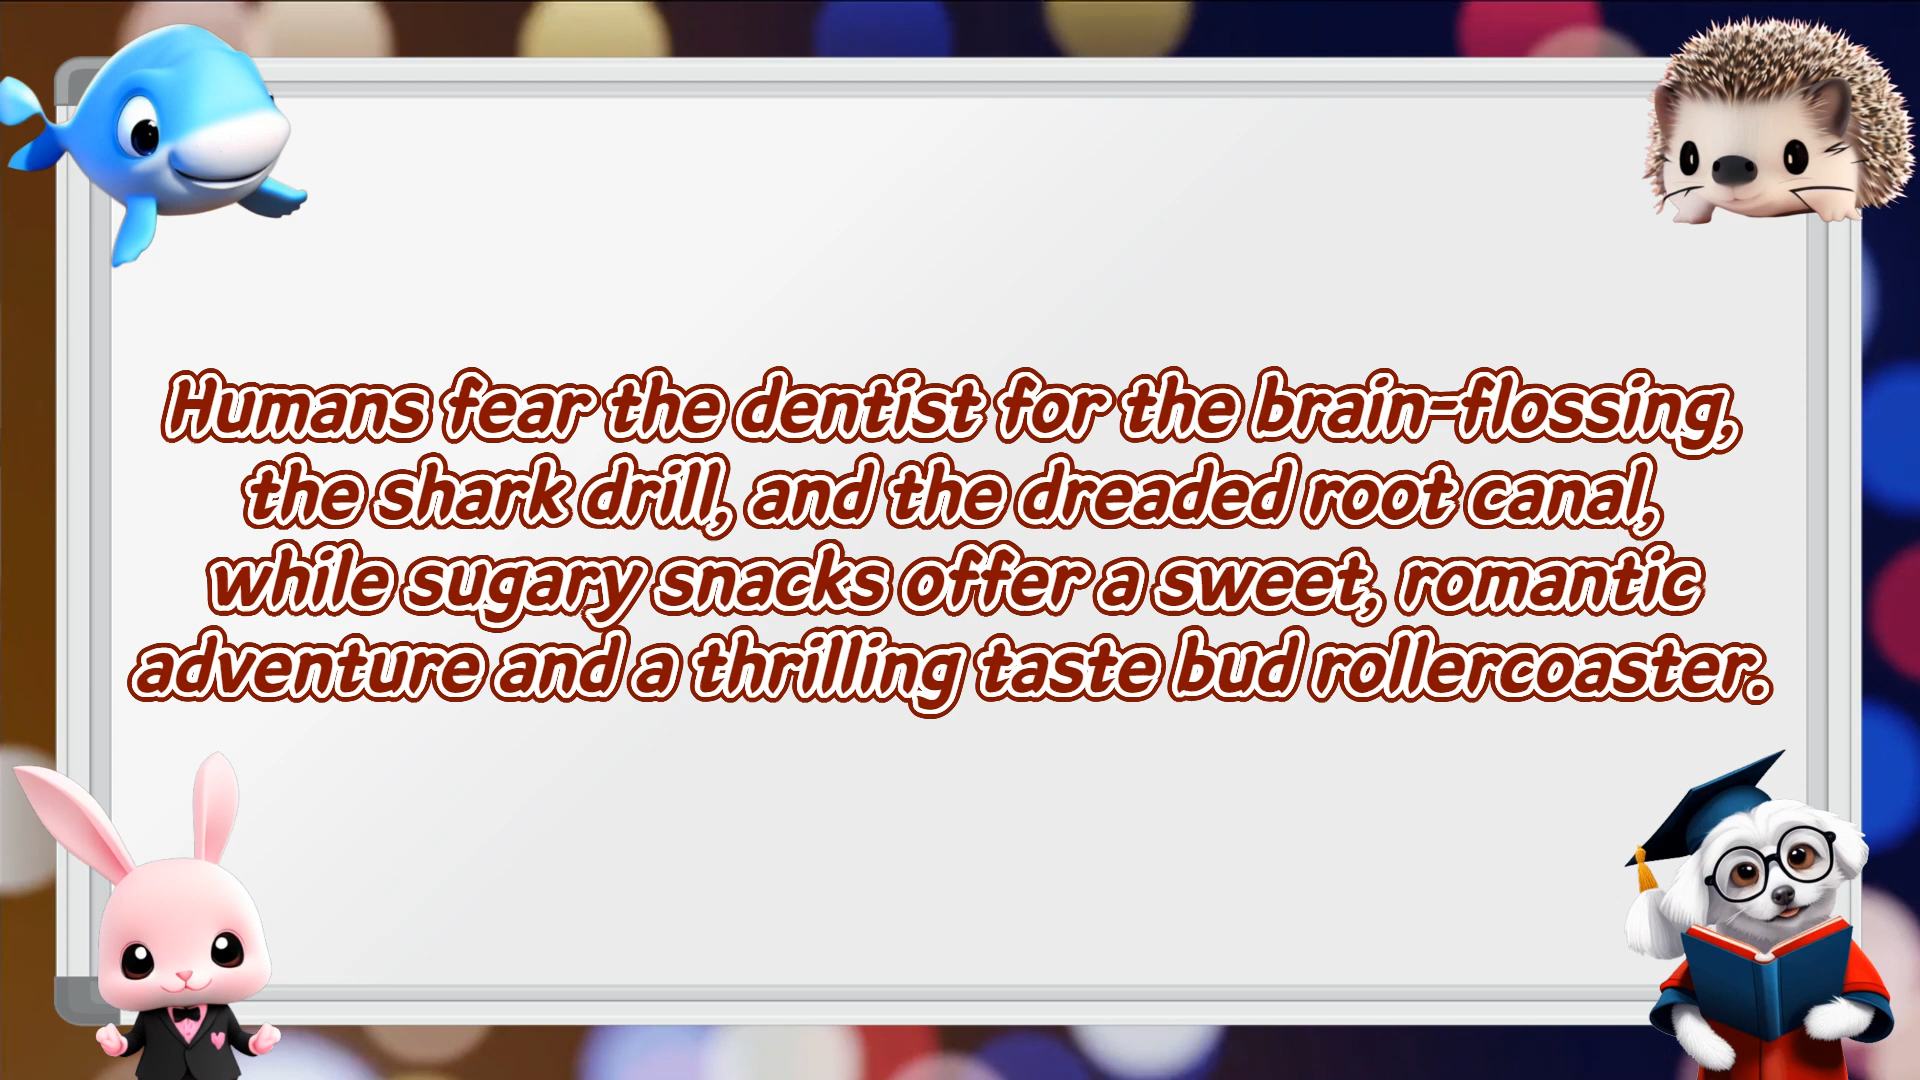 Humans fear the dentist for the brain-flossing,
the shark drill, and the dreaded root canal,
while sugary snacks offer a sweet, romantic
adventure and a thrilling taste bud rollercoaster.